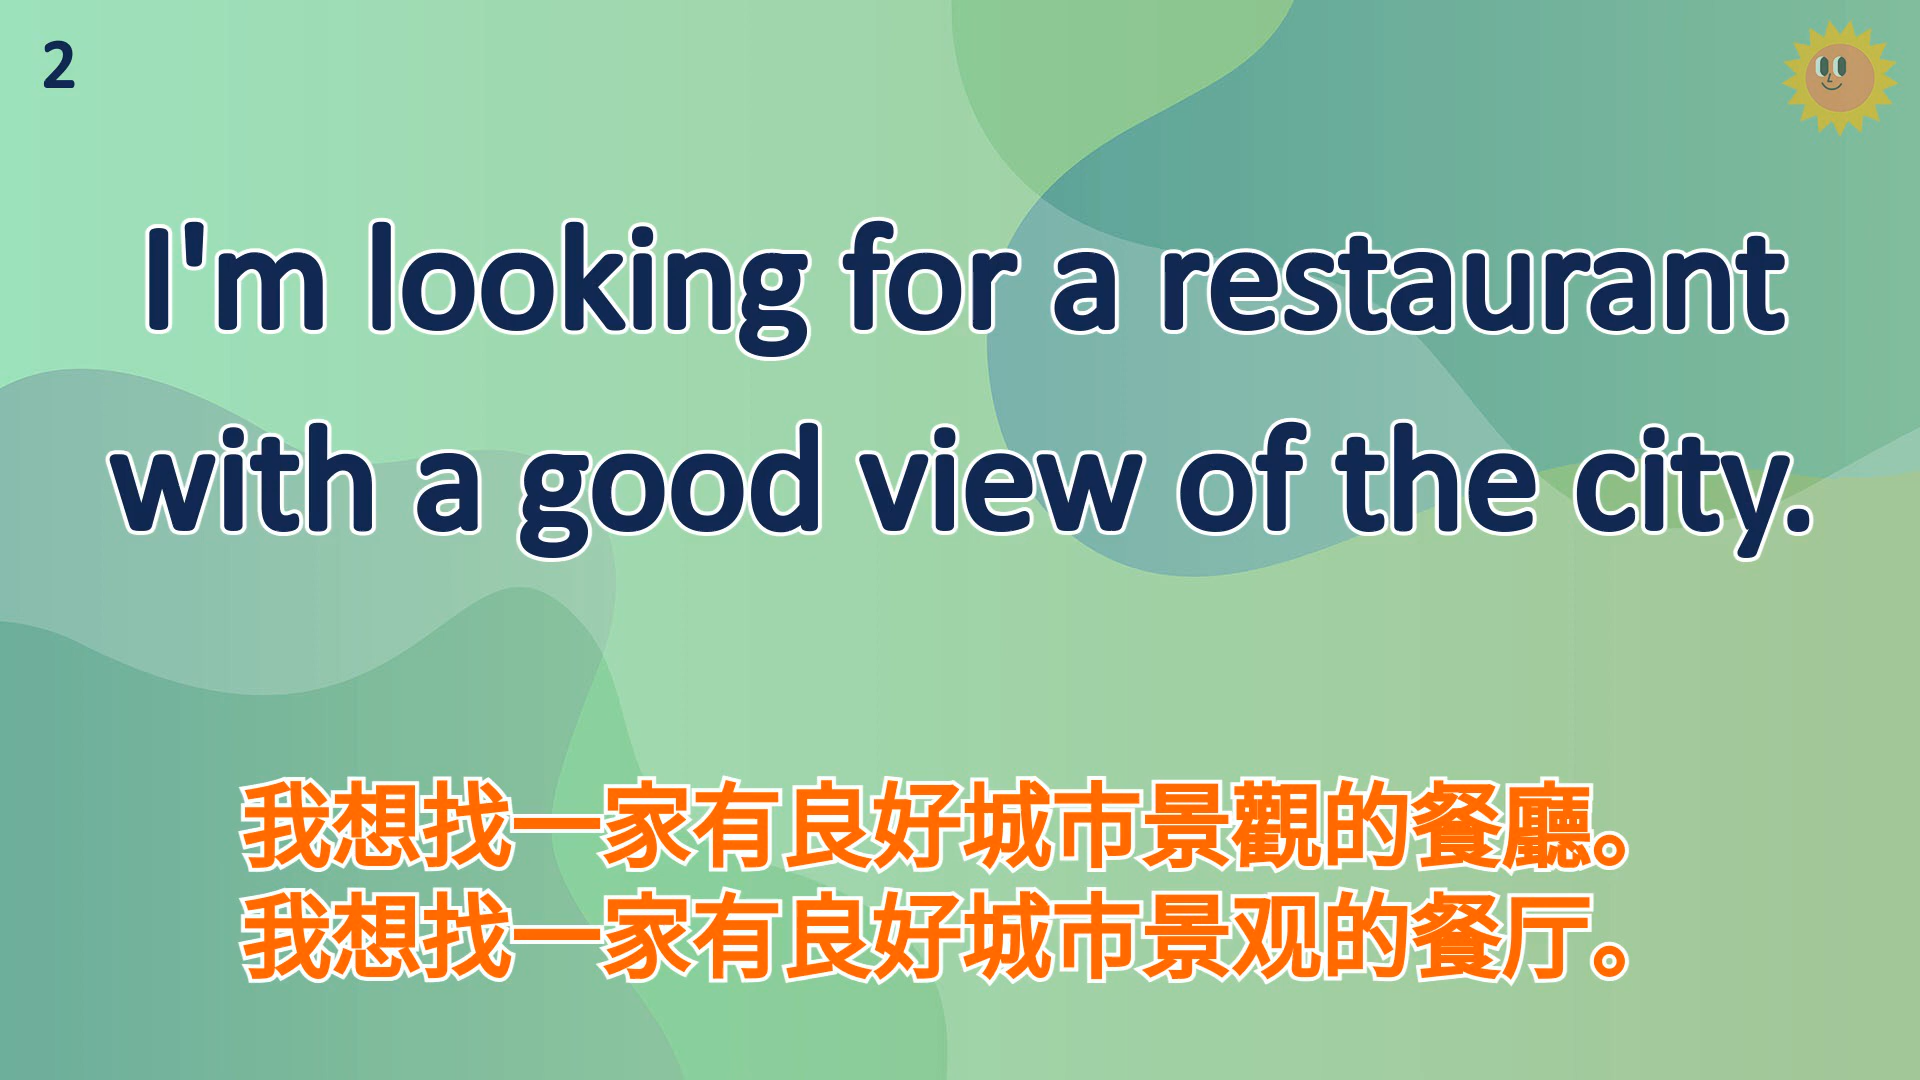 2
I'm looking for a restaurant
with a good view of the city.
我想找一家有良好城市景觀的餐廳。
我想找一家有良好城市景观的餐厅。